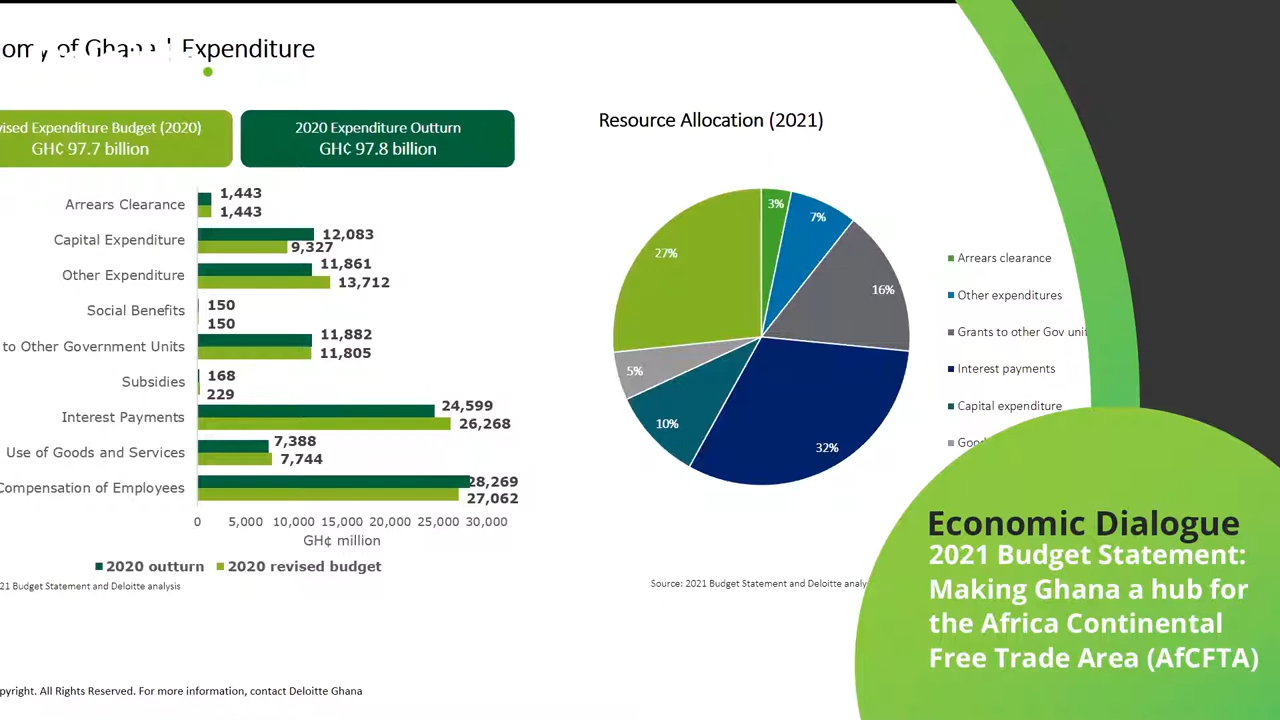 Expenditure
Revised Expenditure Budget (2020)
GH₵ 97.7 billion
2020 Expenditure Outturn
GH₵ 97.8 billion
Arrears Clearance
1,443
1,443
Capital Expenditure
12,083
9,327
Other Expenditure
11,861
13,712
Social Benefits
150
150
to Other Government Units
11,882
11,805
Subsidies
168
229
Interest Payments
24,599
26,268
Use of Goods and Services
7,388
7,744
Compensation of Employees
28,269
27,062
0 5,000 10,000 15,000 20,000 25,000 30,000
GH₵ million
2020 outturn 2020 revised budget
21 Budget Statement and Deloitte analysis
Resource Allocation (2021)
3%
7%
16%
32%
10%
5%
27%
Arrears clearance
Other expenditures
Grants to other Gov
Interest payments
Capital expenditure
Source: 2021 Budget Statement and Deloitte
All Rights Reserved. For more information, contact Deloitte Ghana
Economic Dialogue
2021 Budget Statement:
Making Ghana a hub for
the Africa Continental
Free Trade Area (AfCFTA)